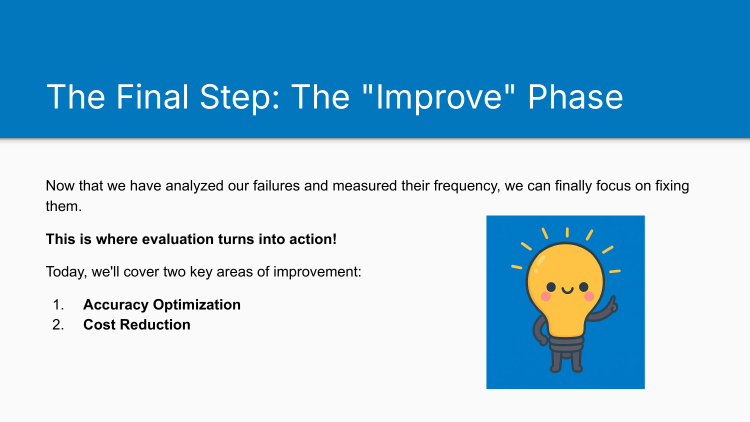 The Final Step: The "Improve" Phase
Now that we have analyzed our failures and measured their frequency, we can finally focus on fixing
them.
This is where evaluation turns into action!
Today, we'll cover two key areas of improvement:
1. Accuracy Optimization
2. Cost Reduction